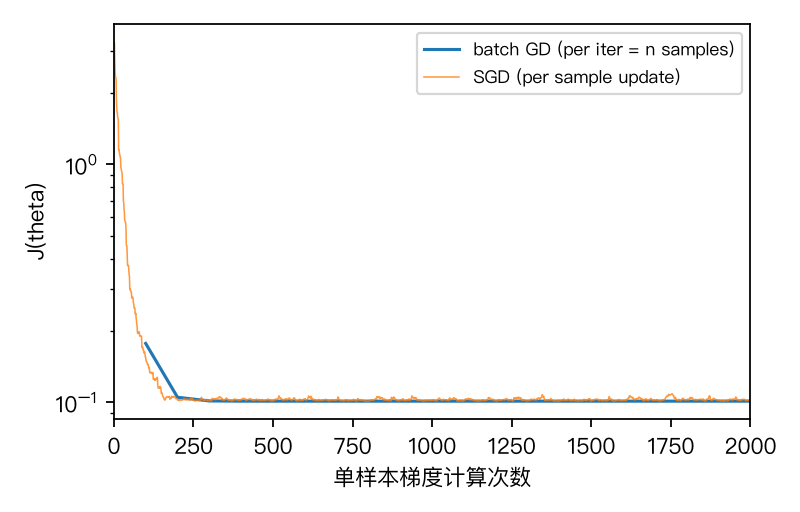 batch GD (per iter = n samples)
SGD (per sample update)
10⁰
10⁻¹
J(theta)
0 250 500 750 1000 1250 1500 1750 2000
单样本梯度计算次数